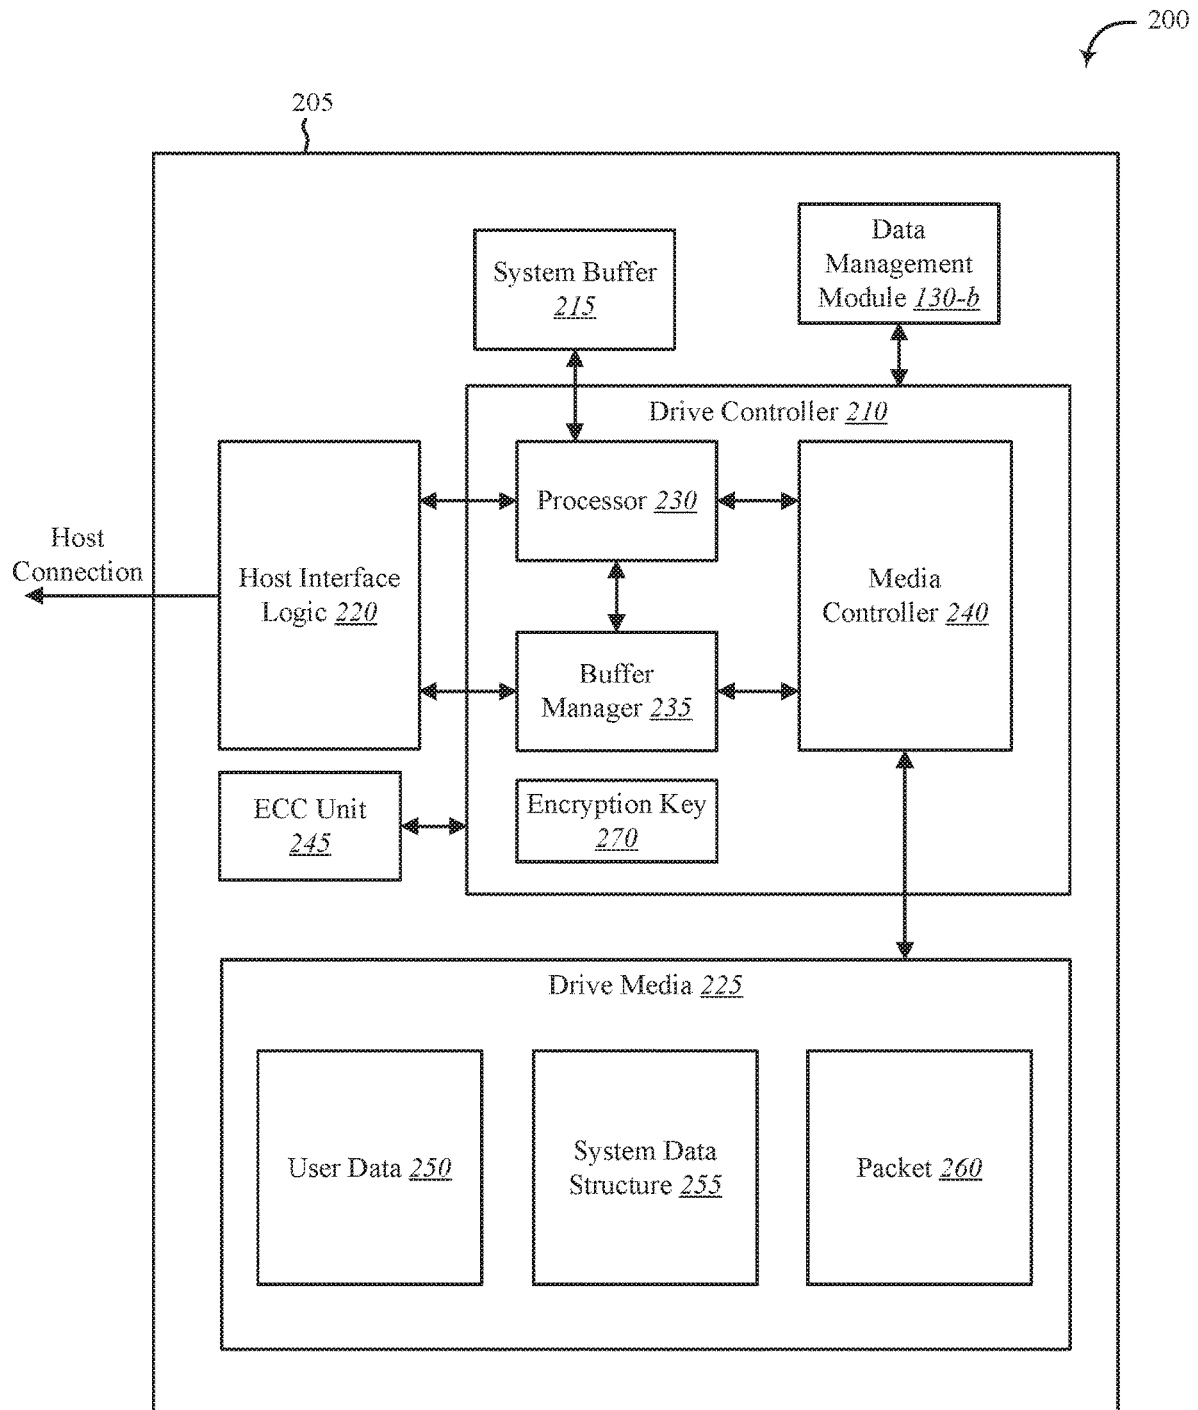 200
205
System Buffer
215
Data
Management
Module 130-b
Drive Controller 210
Host
Connection
Host Interface
Logic 220
Processor 230
Media
Controller 240
Buffer
Manager 235
ECC Unit
245
Encryption Key
270
Drive Media 225
User Data 250
System Data
Structure 255
Packet 260